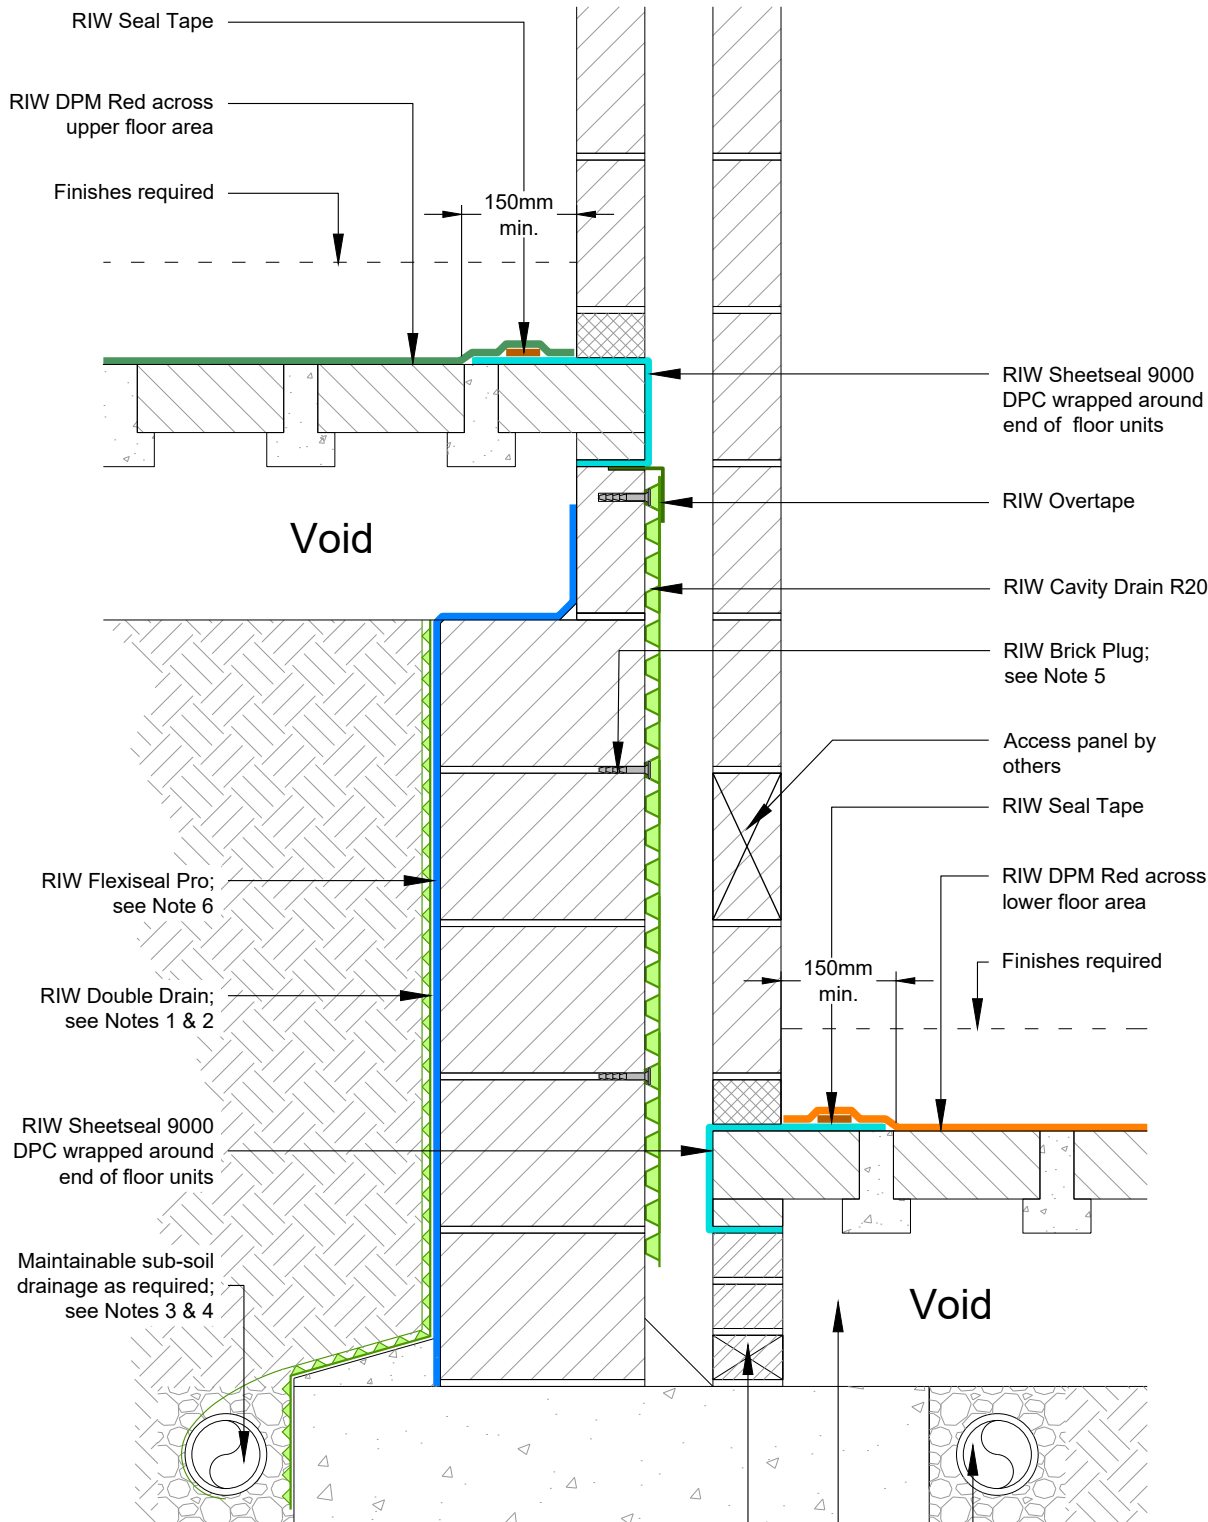 RIW Seal Tape
RIW DPM Red across
upper floor area
Finishes required
150mm
min.
RIW Sheetseal 9000
DPC wrapped around
end of floor units
RIW Overtape
Void
RIW Cavity Drain R20
RIW Brick Plug;
see Note 5
Access panel by
others
RIW Seal Tape
RIW Flexiseal Pro;
see Note 6
RIW DPM Red across
lower floor area
Finishes required
150mm
min.
RIW Double Drain;
see Notes 1 & 2
RIW Sheetseal 9000
DPC wrapped around
end of floor units
Maintainable sub-soil
drainage as required;
see Notes 3 & 4
Void